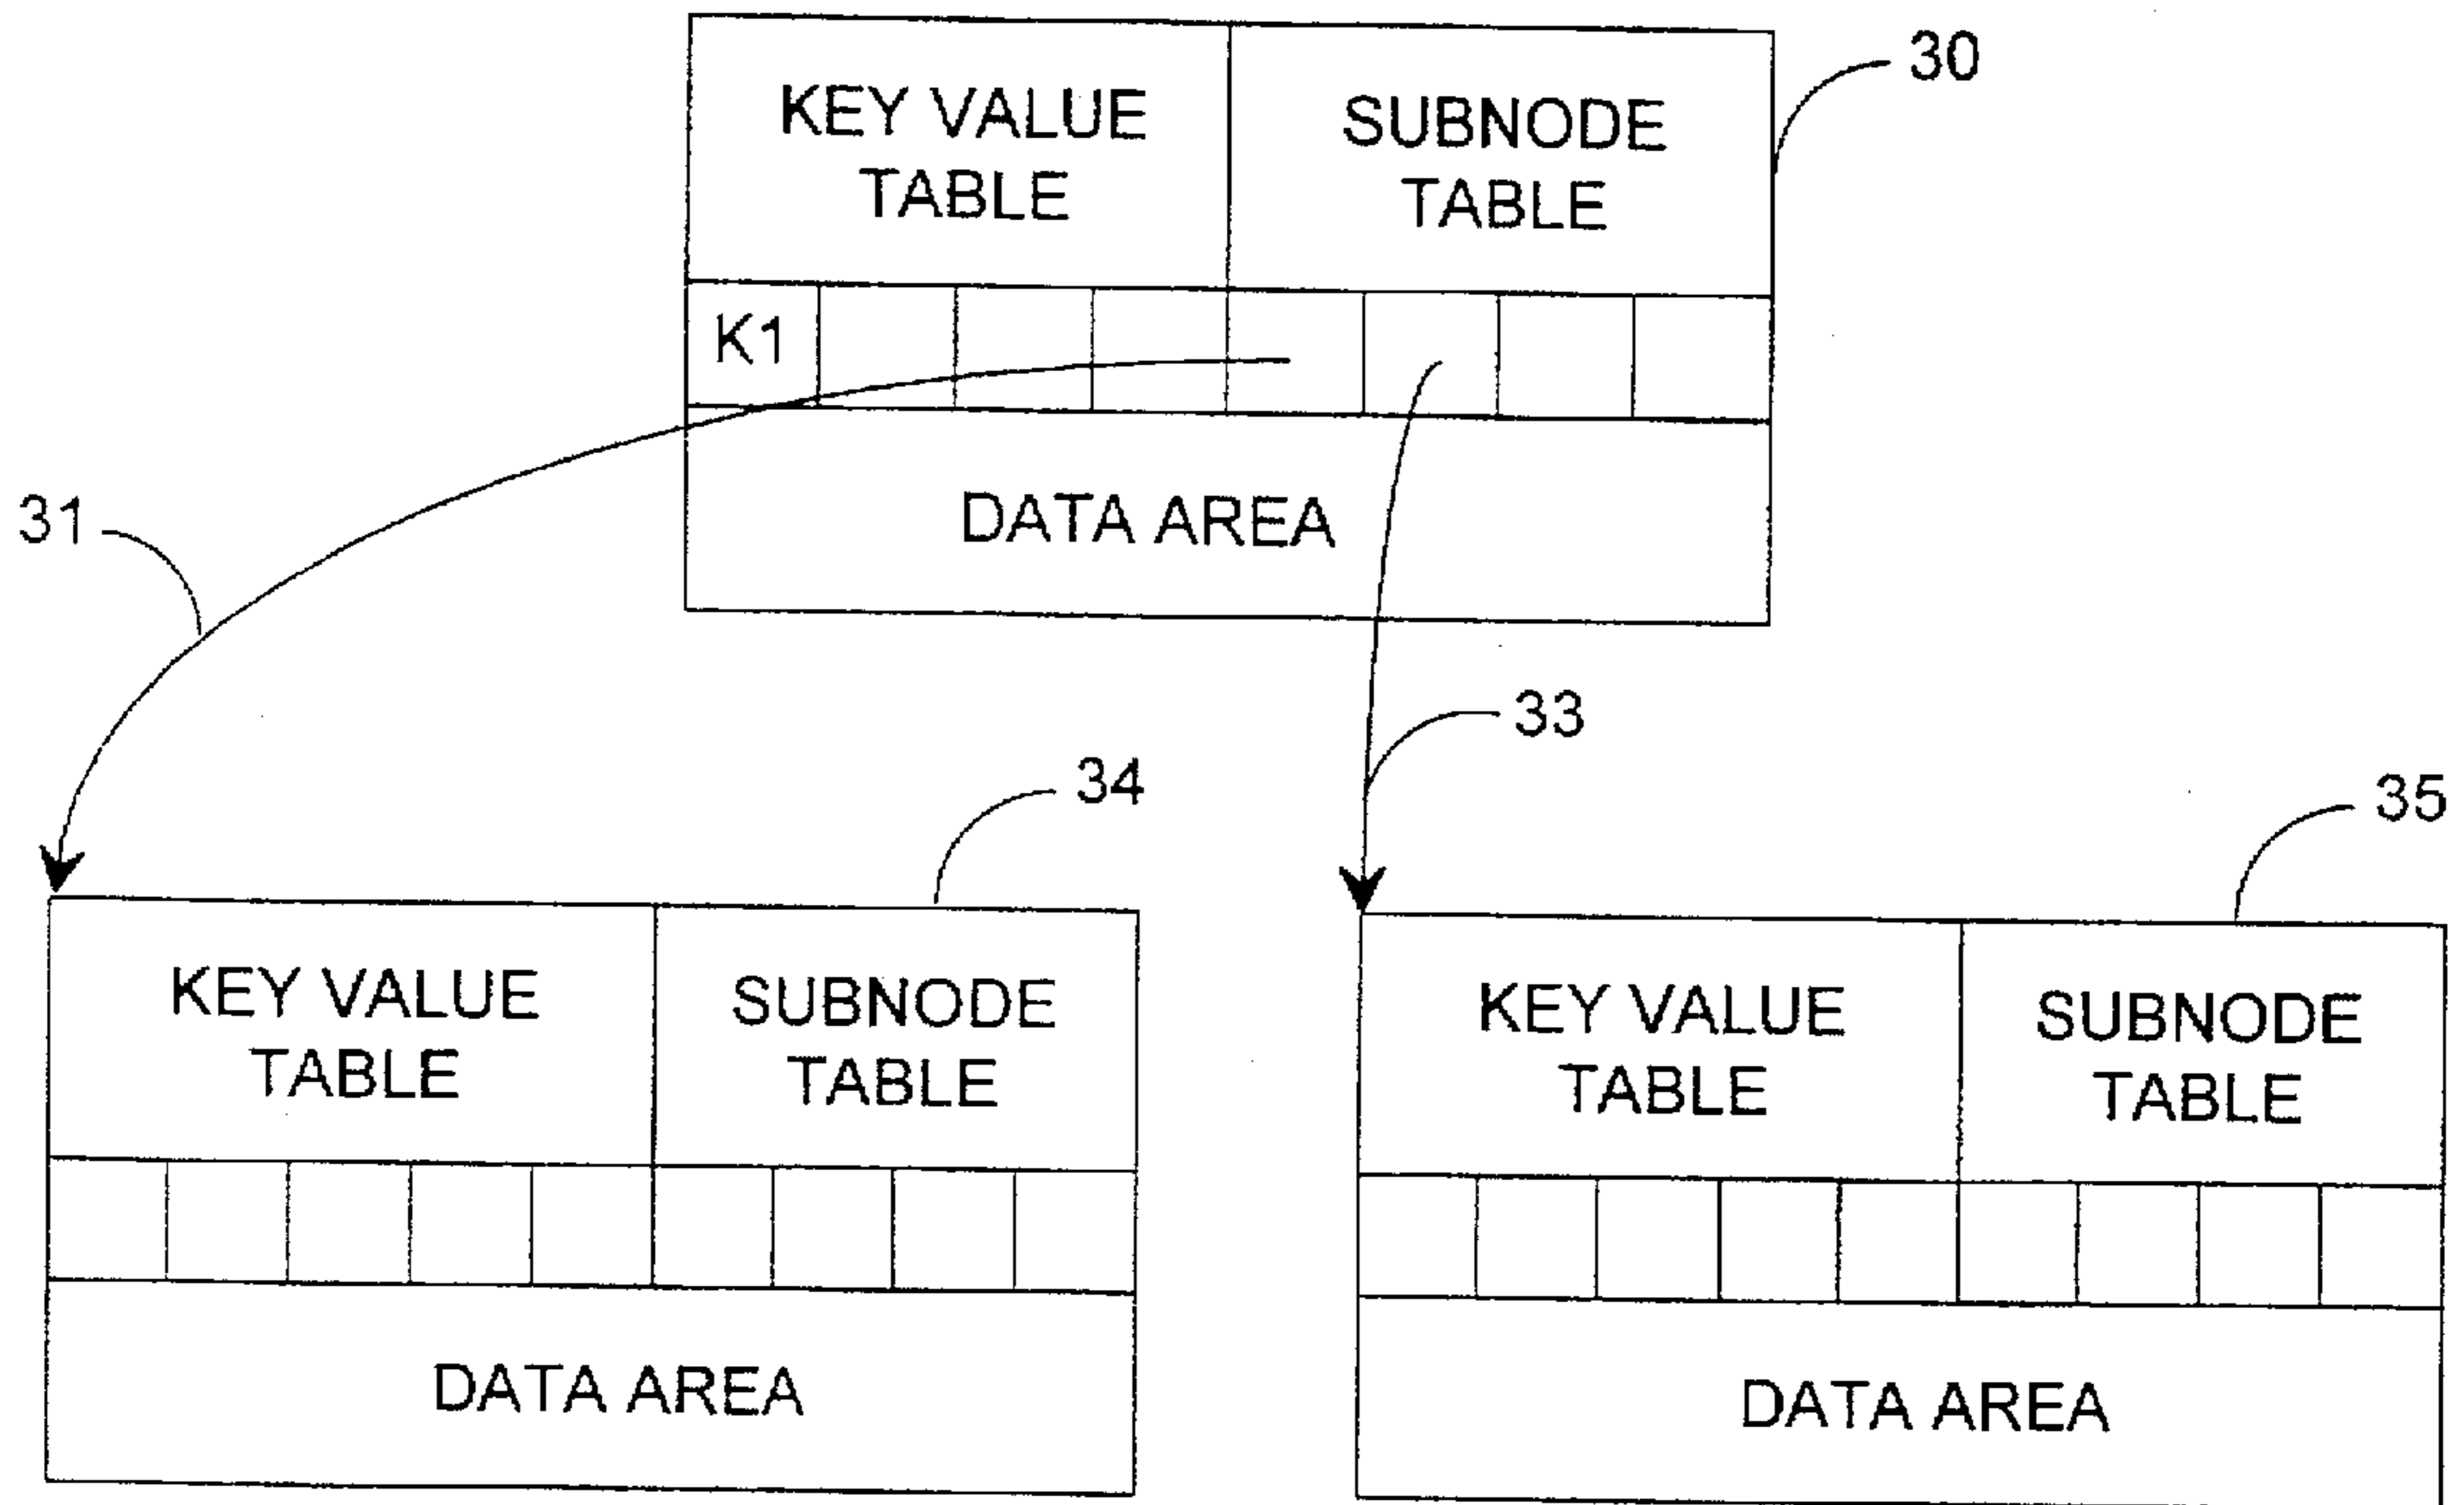 KEY VALUE
TABLE
SUBNODE
TABLE
30
K1
DATA AREA
31
33
34
35
KEY VALUE
TABLE
SUBNODE
TABLE
DATA AREA
KEY VALUE
TABLE
SUBNODE
TABLE
DATA AREA